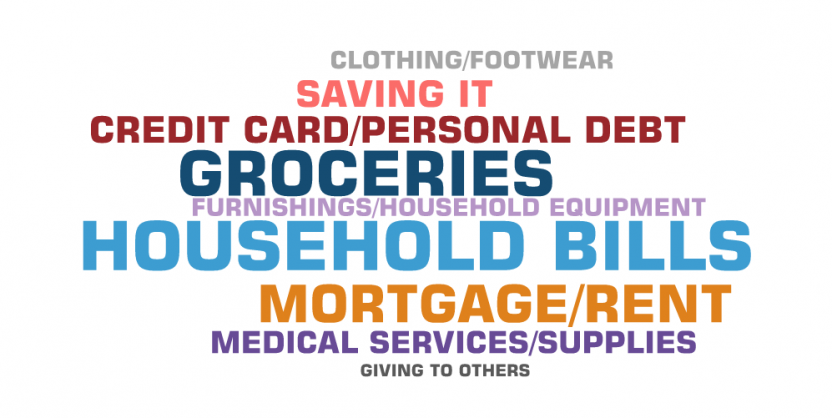 CLOTHING/FOOTWEAR
SAVING IT
CREDIT CARD/PERSONAL DEBT
GROCERIES
FURNISHINGS/HOUSEHOLD EQUIPMENT
HOUSEHOLD BILLS
MORTGAGE/RENT
MEDICAL SERVICES/SUPPLIES
GIVING TO OTHERS